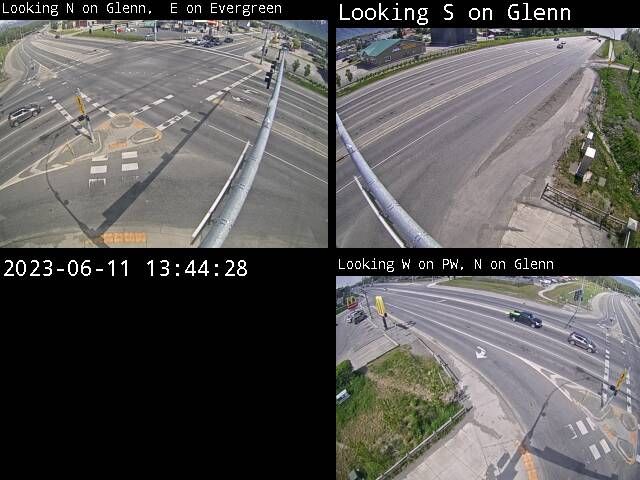 Looking N on Glenn,  E on Evergreen
Looking S on Glenn
2023-06-11 13:44:28
Looking W on PW, N on Glenn